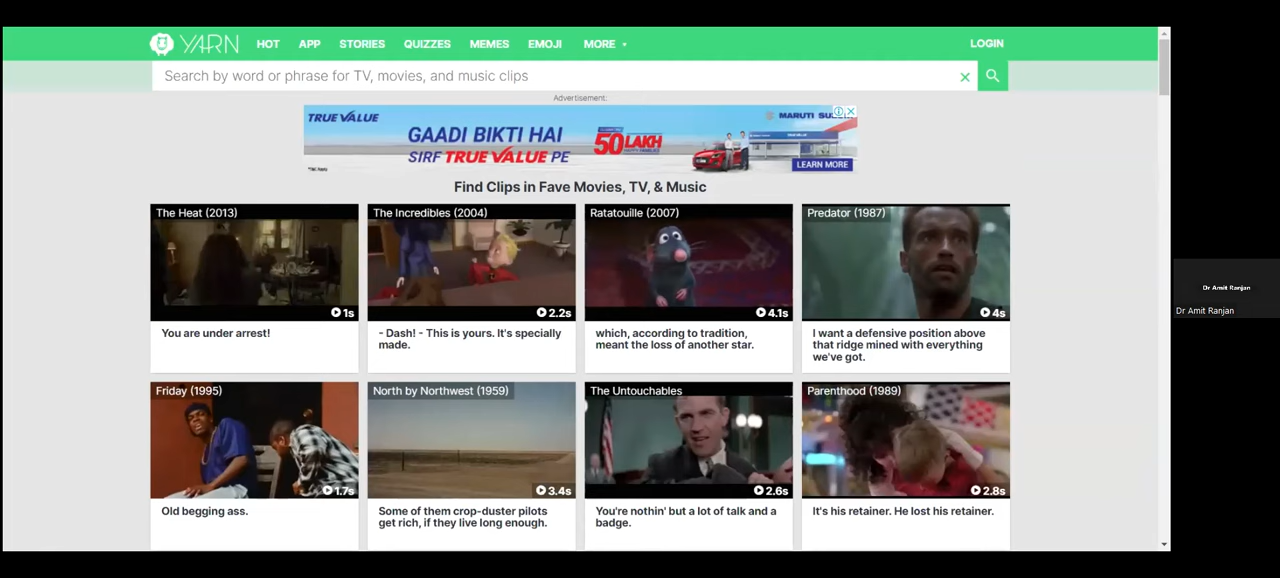 YARN HOT APP STORIES QUIZZES MEMES EMOJI MORE LOGIN
Search by word or phrase for TV, movies, and music clips
Advertisement:
TRUE VALUE
GAADI BIKTI HAI
SIRF TRUE VALUE PE
50 LAKH
MARUTI
LEARN MORE
Find Clips in Fave Movies, TV, & Music
The Heat (2013)
1s
You are under arrest!
The Incredibles (2004)
2.2s
- Dash! - This is yours. It's specially
made.
Ratatouille (2007)
4.1s
which, according to tradition,
meant the loss of another star.
Predator (1987)
4s
I want a defensive position above
that ridge mined with everything
we've got.
Friday (1995)
1.7s
Old begging ass.
North by Northwest (1959)
3.4s
Some of them crop-duster pilots
get rich, if they live long enough.
The Untouchables
2.6s
You're nothin' but a lot of talk and a
badge.
Parenthood (1989)
2.8s
It's his retainer. He lost his retainer.
Dr Amit Ranjan
Dr Amit Ranjan